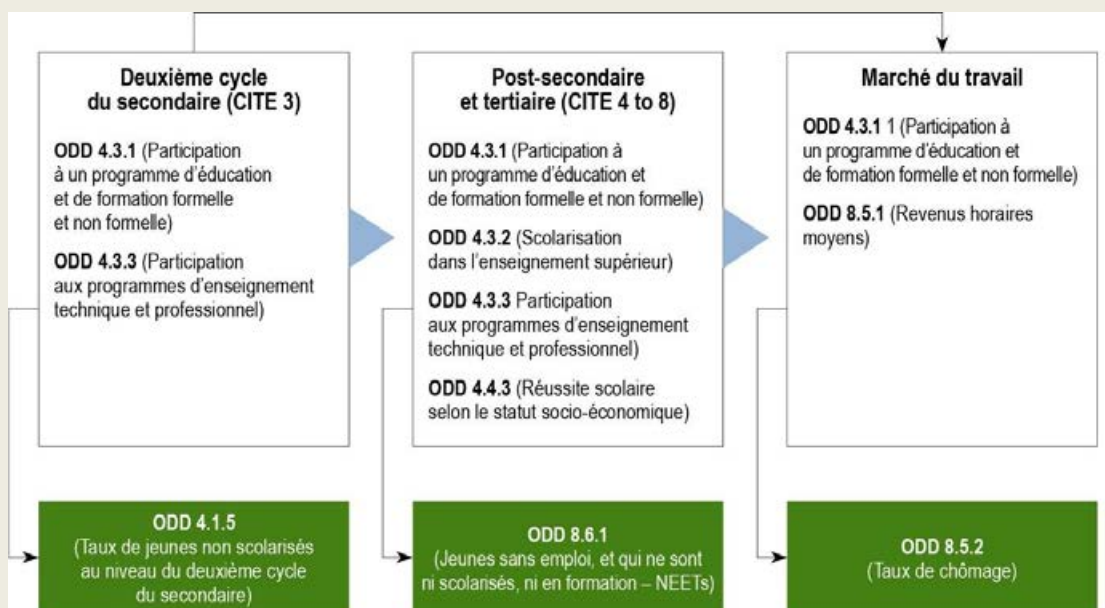 Deuxième cycle
du secondaire (CITE 3)
ODD 4.3.1 (Participation
à un programme d'éducation
et de formation formelle
et non formelle)
ODD 4.3.3 (Participation
aux programmes d'enseignement
technique et professionnel)
Post-secondaire
et tertiaire (CITE 4 to 8)
ODD 4.3.1 (Participation à
un programme d'éducation et
de formation formelle et non formelle)
ODD 4.3.2 (Scolarisation
dans l'enseignement supérieur)
ODD 4.3.3 Participation
aux programmes d'enseignement
technique et professionnel)
ODD 4.4.3 (Réussite scolaire
selon le statut socio-économique)
Marché du travail
ODD 4.3.1 1 (Participation à
un programme d'éducation et
de formation formelle et non formelle)
ODD 8.5.1 (Revenus horaires
moyens)
ODD 4.1.5
(Taux de jeunes non scolarisés
au niveau du deuxième cycle
du secondaire)
ODD 8.6.1
(Jeunes sans emploi, et qui ne sont
ni scolarisés, ni en formation – NEETs)
ODD 8.5.2
(Taux de chômage)